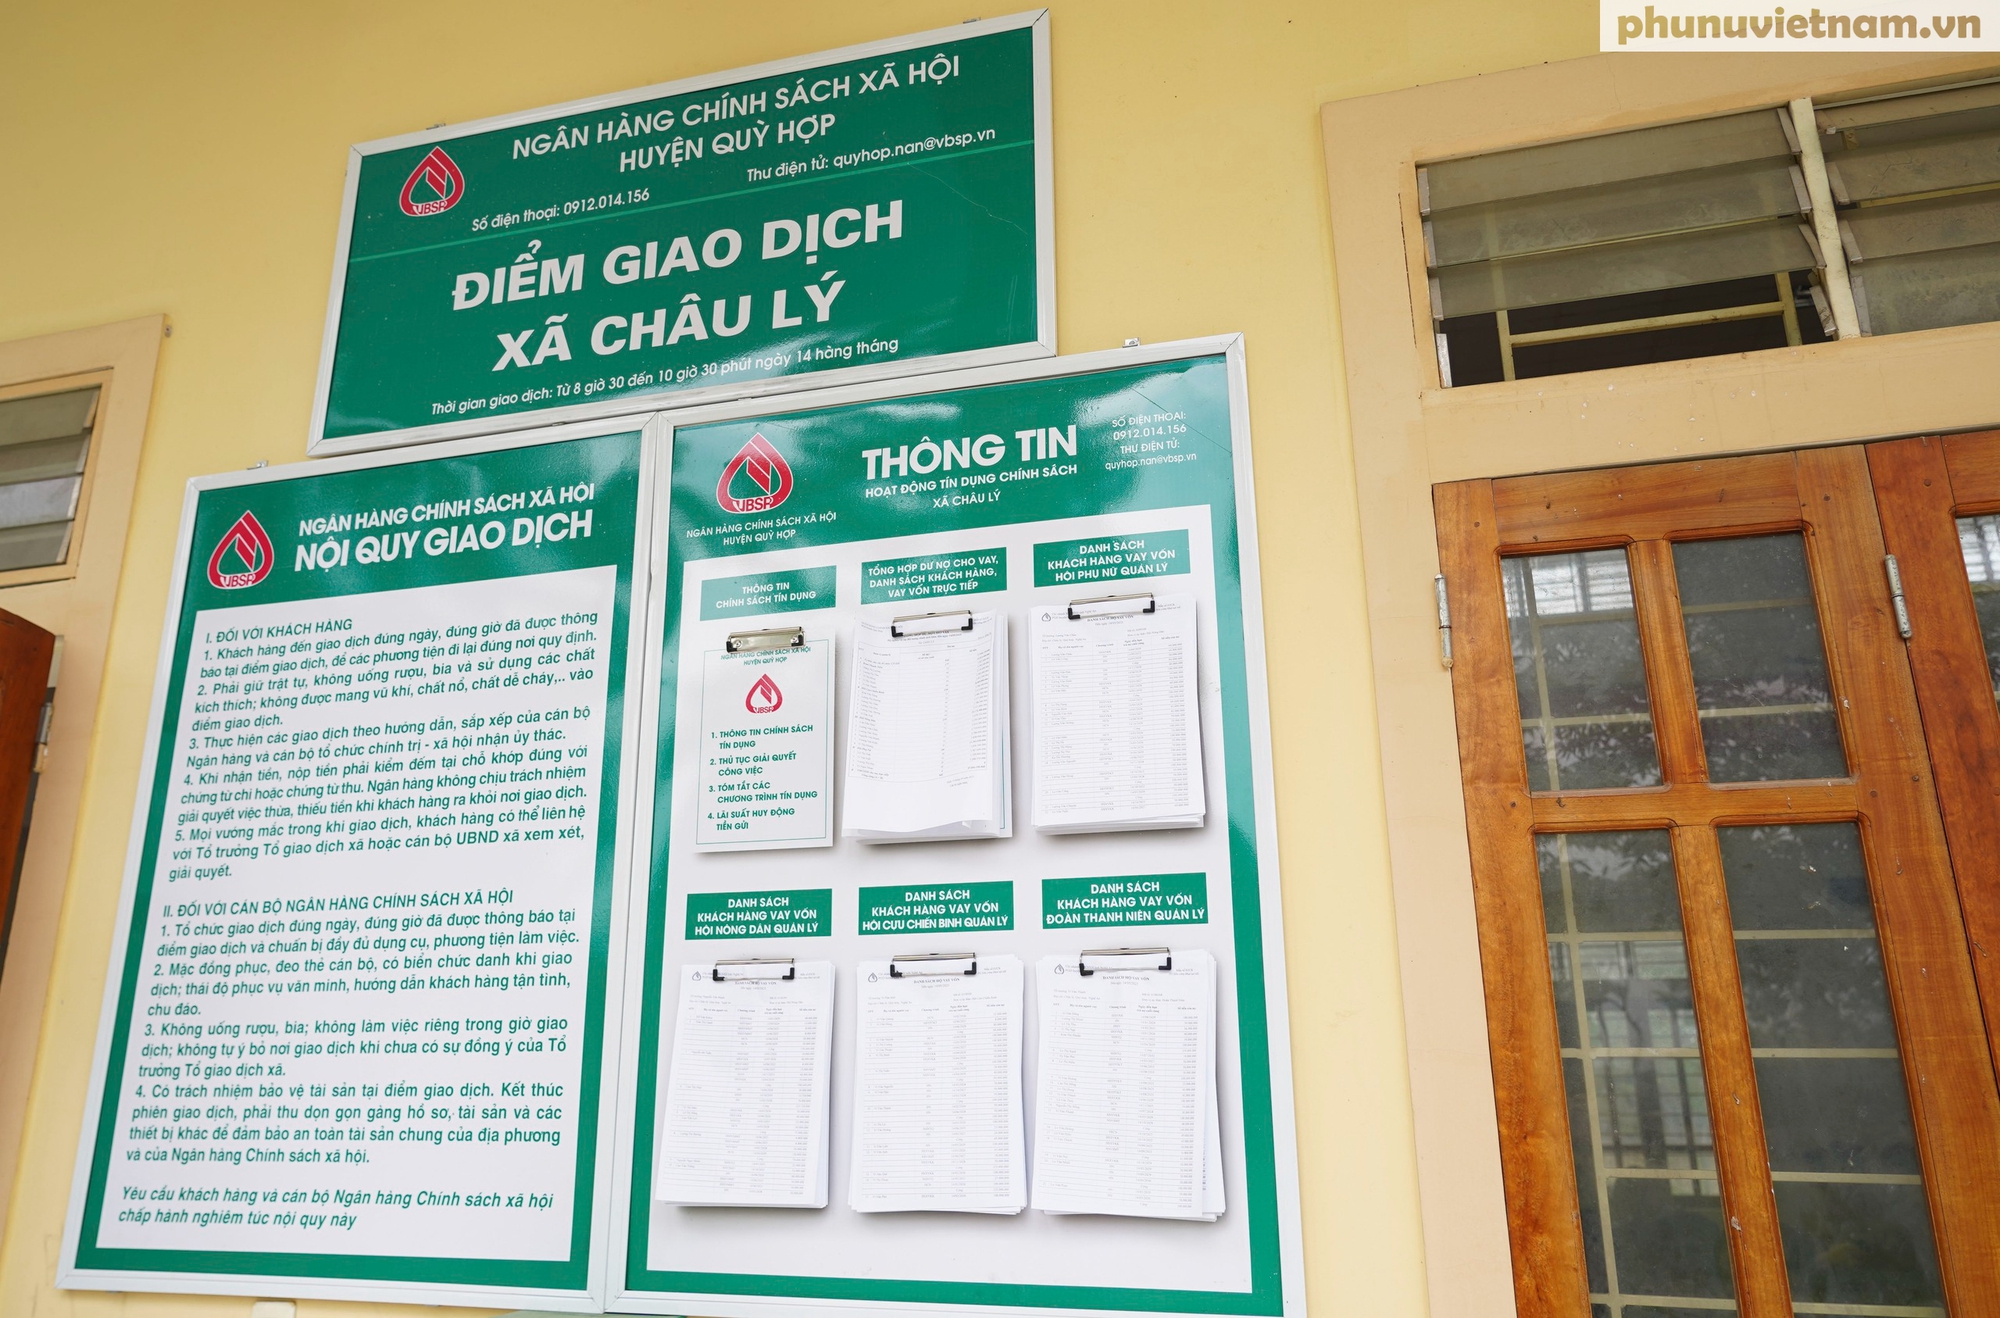 phunuvietnam.vn
NGÂN HÀNG CHÍNH SÁCH XÃ HỘI
HUYỆN QUỲ HỢP
Số điện thoại: 0912.014.156
Thư điện tử: quyhop.nan@vbsp.vn
VBSP
ĐIỂM GIAO DỊCH
XÃ CHÂU LÝ
Thời gian giao dịch: Từ 8 giờ 30 đến 10 giờ 30 phút ngày 14 hàng tháng
VBSP
NGÂN HÀNG CHÍNH SÁCH XÃ HỘI
NỘI QUY GIAO DỊCH
I. ĐỐI VỚI KHÁCH HÀNG
1. Khách hàng đến giao dịch đúng ngày, đúng giờ đã được thông
báo tại điểm giao dịch, để các phương tiện đi lại đúng nơi quy định.
2. Phải giữ trật tự, không uống rượu, bia và sử dụng các chất
kích thích; không được mang vũ khí, chất nổ, chất dễ cháy,.. vào
điểm giao dịch.
3. Thực hiện các giao dịch theo hướng dẫn, sắp xếp của cán bộ
Ngân hàng và cán bộ tổ chức chính trị - xã hội nhận ủy thác.
4. Khi nhận tiền, nộp tiền phải kiểm đếm tại chỗ khớp đúng với
chứng từ chi hoặc chứng từ thu. Ngân hàng không chịu trách nhiệm
giải quyết việc thừa, thiếu tiền khi khách hàng ra khỏi nơi giao dịch.
5. Mọi vướng mắc trong khi giao dịch, khách hàng có thể liên hệ
với Tổ trưởng Tổ giao dịch xã hoặc cán bộ UBND xã xem xét,
giải quyết.
II. ĐỐI VỚI CÁN BỘ NGÂN HÀNG CHÍNH SÁCH XÃ HỘI
1. Tổ chức giao dịch đúng ngày, đúng giờ đã được thông báo tại
điểm giao dịch và chuẩn bị đầy đủ dụng cụ, phương tiện làm việc.
2. Mặc đồng phục, đeo thẻ cán bộ, có biển chức danh khi giao
dịch; thái độ phục vụ văn minh, hướng dẫn khách hàng tận tình,
chu đáo.
3. Không uống rượu, bia; không làm việc riêng trong giờ giao
dịch; không tự ý bỏ nơi giao dịch khi chưa có sự đồng ý của Tổ
trưởng Tổ giao dịch xã.
4. Có trách nhiệm bảo vệ tài sản tại điểm giao dịch. Kết thúc
phiên giao dịch, phải thu dọn gọn gàng hồ sơ, tài sản và các
thiết bị khác để đảm bảo an toàn tài sản chung của địa phương
và của Ngân hàng Chính sách xã hội.
Yêu cầu khách hàng và cán bộ Ngân hàng Chính sách xã hội
chấp hành nghiêm túc nội quy này
VBSP
NGÂN HÀNG CHÍNH SÁCH XÃ HỘI
HUYỆN QUỲ HỢP
THÔNG TIN
HOẠT ĐỘNG TÍN DỤNG CHÍNH SÁCH
XÃ CHÂU LÝ
SỐ ĐIỆN THOẠI:
0912.014.156
THƯ ĐIỆN TỬ:
quyhop.nan@vbsp.vn
THÔNG TIN
CHÍNH SÁCH TÍN DỤNG
TỔNG HỢP DƯ NỢ CHO VAY,
DANH SÁCH KHÁCH HÀNG,
VAY VỐN TRỰC TIẾP
DANH SÁCH
KHÁCH HÀNG VAY VỐN
HỘI PHỤ NỮ QUẢN LÝ
NGÂN HÀNG CHÍNH SÁCH XÃ HỘI
HUYỆN QUỲ HỢP
VBSP
1. THÔNG TIN CHÍNH SÁCH
TÍN DỤNG
2. THỦ TỤC GIẢI QUYẾT
CÔNG VIỆC
3. TÓM TẮT CÁC
CHƯƠNG TRÌNH TÍN DỤNG
4. LÃI SUẤT HUY ĐỘNG
TIỀN GỬI
DANH SÁCH
KHÁCH HÀNG VAY VỐN
HỘI NÔNG DÂN QUẢN LÝ
DANH SÁCH
KHÁCH HÀNG VAY VỐN
HỘI CỰU CHIẾN BINH QUẢN LÝ
DANH SÁCH
KHÁCH HÀNG VAY VỐN
ĐOÀN THANH NIÊN QUẢN LÝ